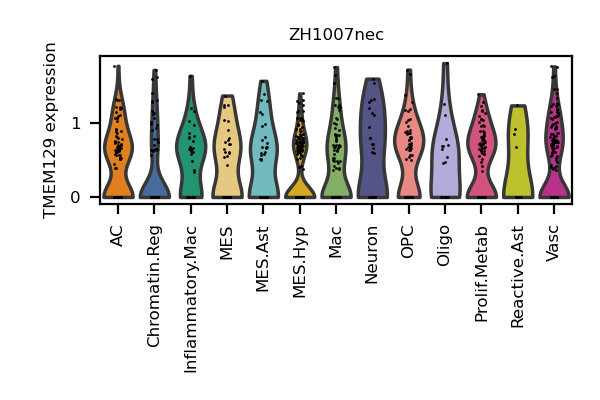 ZH1007nec
TMEM129 expression
1
0
AC
Chromatin.Reg
Inflammatory.Mac
MES
MES.Ast
MES.Hyp
Mac
Neuron
OPC
Oligo
Prolif.Metab
Reactive.Ast
Vasc